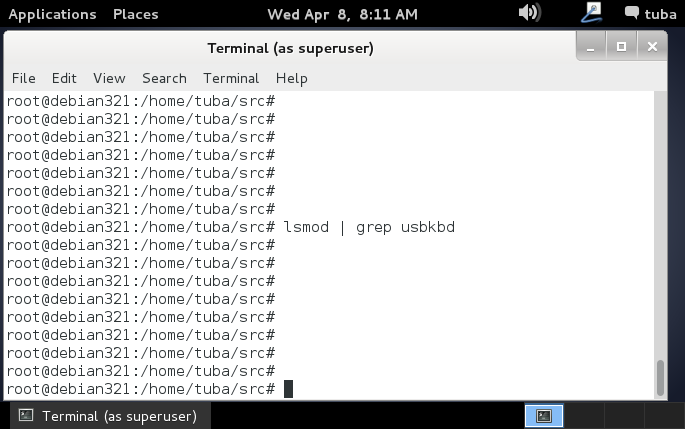 Applications Places Wed Apr 8, 8:11 AM tuba
Terminal (as superuser)
File Edit View Search Terminal Help
root@debian321:/home/tuba/src#
root@debian321:/home/tuba/src#
root@debian321:/home/tuba/src#
root@debian321:/home/tuba/src#
root@debian321:/home/tuba/src#
root@debian321:/home/tuba/src#
root@debian321:/home/tuba/src#
root@debian321:/home/tuba/src# lsmod | grep usbkbd
root@debian321:/home/tuba/src#
root@debian321:/home/tuba/src#
root@debian321:/home/tuba/src#
root@debian321:/home/tuba/src#
root@debian321:/home/tuba/src#
root@debian321:/home/tuba/src#
root@debian321:/home/tuba/src#
root@debian321:/home/tuba/src#
root@debian321:/home/tuba/src#
Terminal (as superuser)